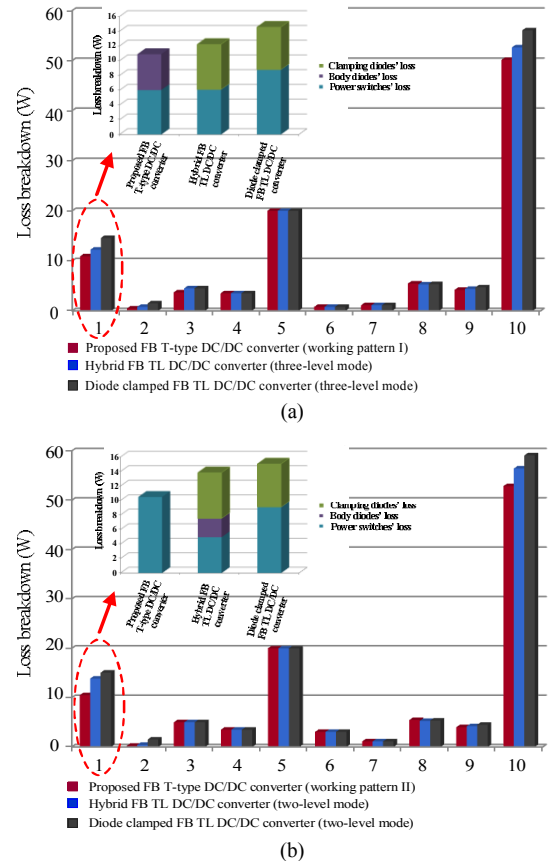 60
50
40
30
20
10
0
Loss breakdown (W)
16
14
12
10
8
6
4
2
0
Loss breakdown (W)
Proposed FB
T-type DC/DC
converter
Hybrid FB
TL DC/DC
converter
Diode clamped
FB TL DC/DC
converter
Clamping diodes' loss
Body diodes' loss
Power switches' loss
1 2 3 4 5 6 7 8 9 10
Proposed FB T-type DC/DC converter (working pattern I)
Hybrid FB TL DC/DC converter (three-level mode)
Diode clamped FB TL DC/DC converter (three-level mode)
(a)
60
50
40
30
20
10
0
Loss breakdown (W)
16
14
12
10
8
6
4
2
0
Loss breakdown (W)
Proposed FB
T-type DC/DC
converter
Hybrid FB
TL DC/DC
converter
Diode clamped
FB TL DC/DC
converter
Clamping diodes' loss
Body diodes' loss
Power switches' loss
1 2 3 4 5 6 7 8 9 10
Proposed FB T-type DC/DC converter (working pattern II)
Hybrid FB TL DC/DC converter (two-level mode)
Diode clamped FB TL DC/DC converter (two-level mode)
(b)